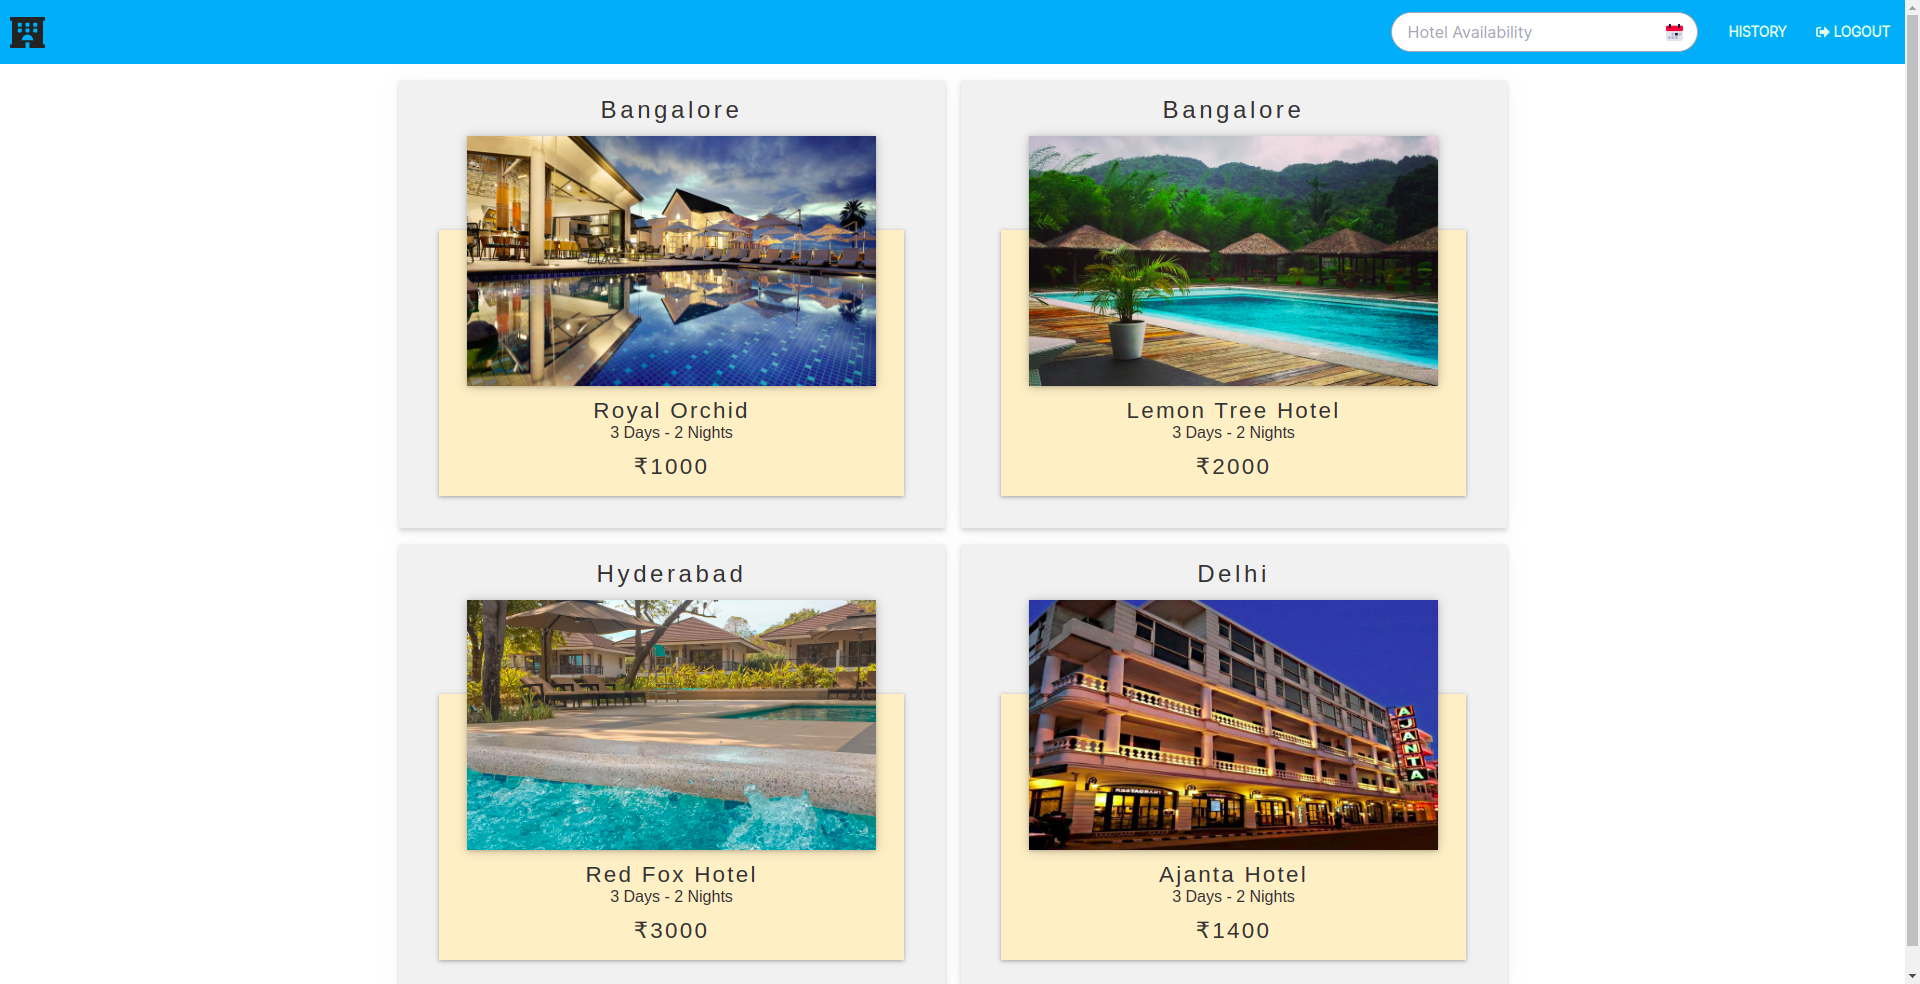 Hotel Availability
HISTORY
LOGOUT
Bangalore
Royal Orchid
3 Days - 2 Nights
₹1000
Bangalore
Lemon Tree Hotel
3 Days - 2 Nights
₹2000
Hyderabad
Red Fox Hotel
3 Days - 2 Nights
₹3000
Delhi
AJANTA
RESTAURANT
Ajanta Hotel
3 Days - 2 Nights
₹1400